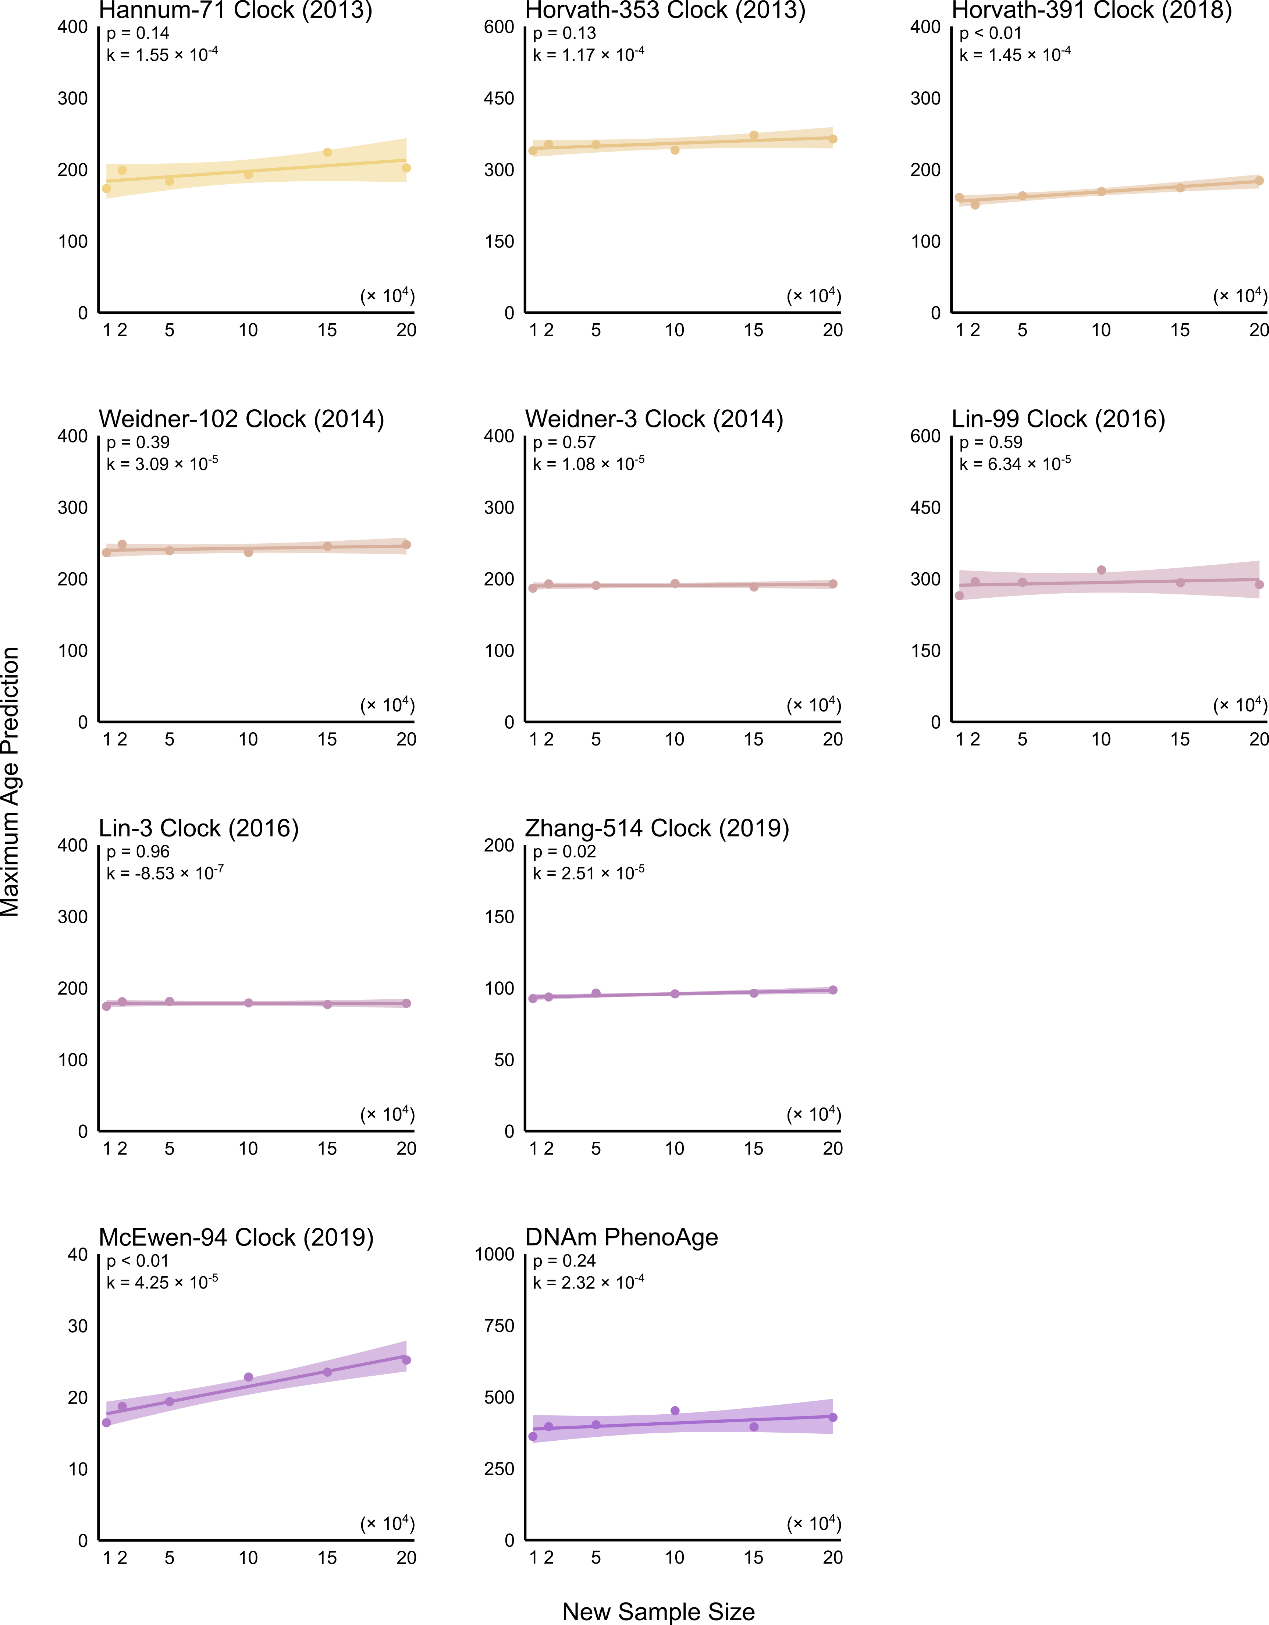 Hannum-71 Clock (2013)
p = 0.14
k = 1.55 × 10⁻⁴
400
300
200
100
0
(× 10⁴)
1 2 5 10 15 20
Horvath-353 Clock (2013)
p = 0.13
k = 1.17 × 10⁻⁴
600
450
300
150
0
(× 10⁴)
1 2 5 10 15 20
Horvath-391 Clock (2018)
p < 0.01
k = 1.45 × 10⁻⁴
400
300
200
100
0
(× 10⁴)
1 2 5 10 15 20
Weidner-102 Clock (2014)
p = 0.39
k = 3.09 × 10⁻⁵
400
300
200
100
0
(× 10⁴)
1 2 5 10 15 20
Weidner-3 Clock (2014)
p = 0.57
k = 1.08 × 10⁻⁵
400
300
200
100
0
(× 10⁴)
1 2 5 10 15 20
Lin-99 Clock (2016)
p = 0.59
k = 6.34 × 10⁻⁵
600
450
300
150
0
(× 10⁴)
1 2 5 10 15 20
Maximum Age Prediction
Lin-3 Clock (2016)
p = 0.96
k = -8.53 × 10⁻⁷
400
300
200
100
0
(× 10⁴)
1 2 5 10 15 20
Zhang-514 Clock (2019)
p = 0.02
k = 2.51 × 10⁻⁵
200
150
100
50
0
(× 10⁴)
1 2 5 10 15 20
McEwen-94 Clock (2019)
p < 0.01
k = 4.25 × 10⁻⁵
40
30
20
10
0
(× 10⁴)
1 2 5 10 15 20
DNAm PhenoAge
p = 0.24
k = 2.32 × 10⁻⁴
1000
750
500
250
0
(× 10⁴)
1 2 5 10 15 20
New Sample Size